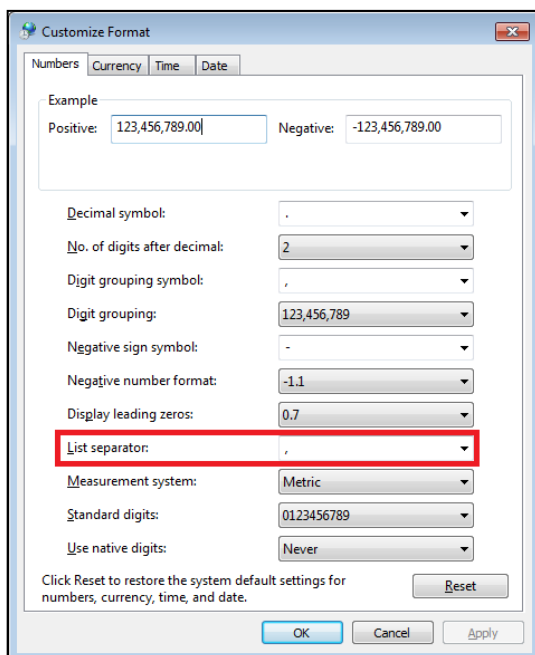 Customize Format
Numbers Currency Time Date
Example
Positive: 123,456,789.00 Negative: -123,456,789.00
Decimal symbol: .
No. of digits after decimal: 2
Digit grouping symbol: ,
Digit grouping: 123,456,789
Negative sign symbol: -
Negative number format: -1.1
Display leading zeros: 0.7
List separator: ,
Measurement system: Metric
Standard digits: 0123456789
Use native digits: Never
Click Reset to restore the system default settings for
numbers, currency, time, and date.
Reset
OK Cancel Apply